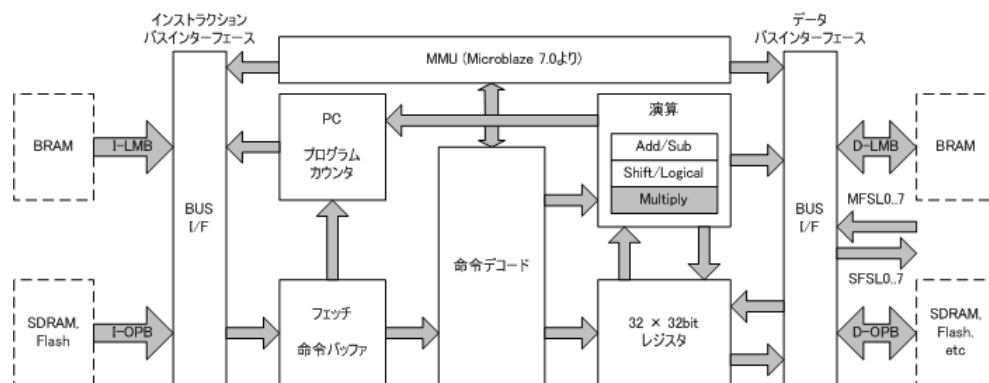 インストラクション
バスインターフェース
データ
バスインターフェース
MMU (Microblaze 7.0より)
BRAM
I-LMB
BUS
I/F
PC
プログラム
カウンタ
演算
Add/Sub
Shift/Logical
Multiply
D-LMB
BRAM
MFSL0..7
BUS
I/F
SFSL0..7
命令デコード
SDRAM,
Flash
I-OPB
フェッチ
命令バッファ
32 × 32bit
レジスタ
D-OPB
SDRAM,
Flash,
etc